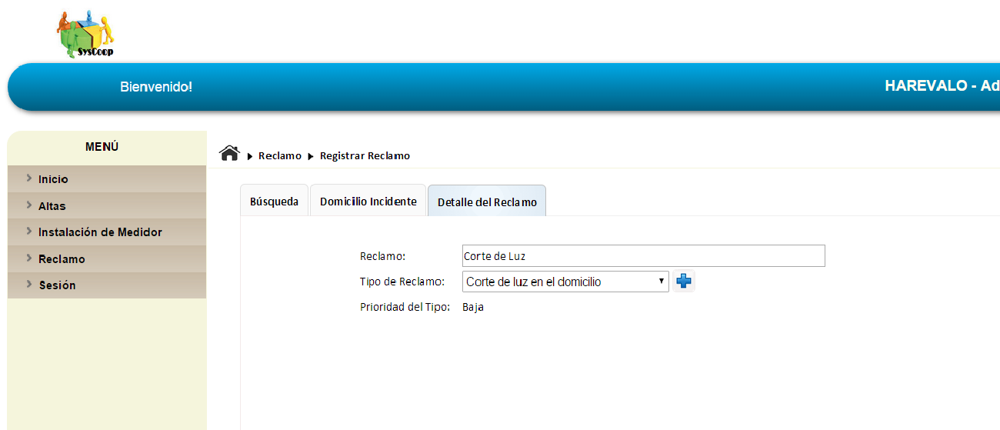 SysCoop
Bienvenido!
HAREVALO - Ad
MENÚ
Inicio
Altas
Instalación de Medidor
Reclamo
Sesión
Reclamo Registrar Reclamo
Búsqueda Domicilio Incidente Detalle del Reclamo
Reclamo: Corte de Luz
Tipo de Reclamo: Corte de luz en el domicilio
Prioridad del Tipo: Baja